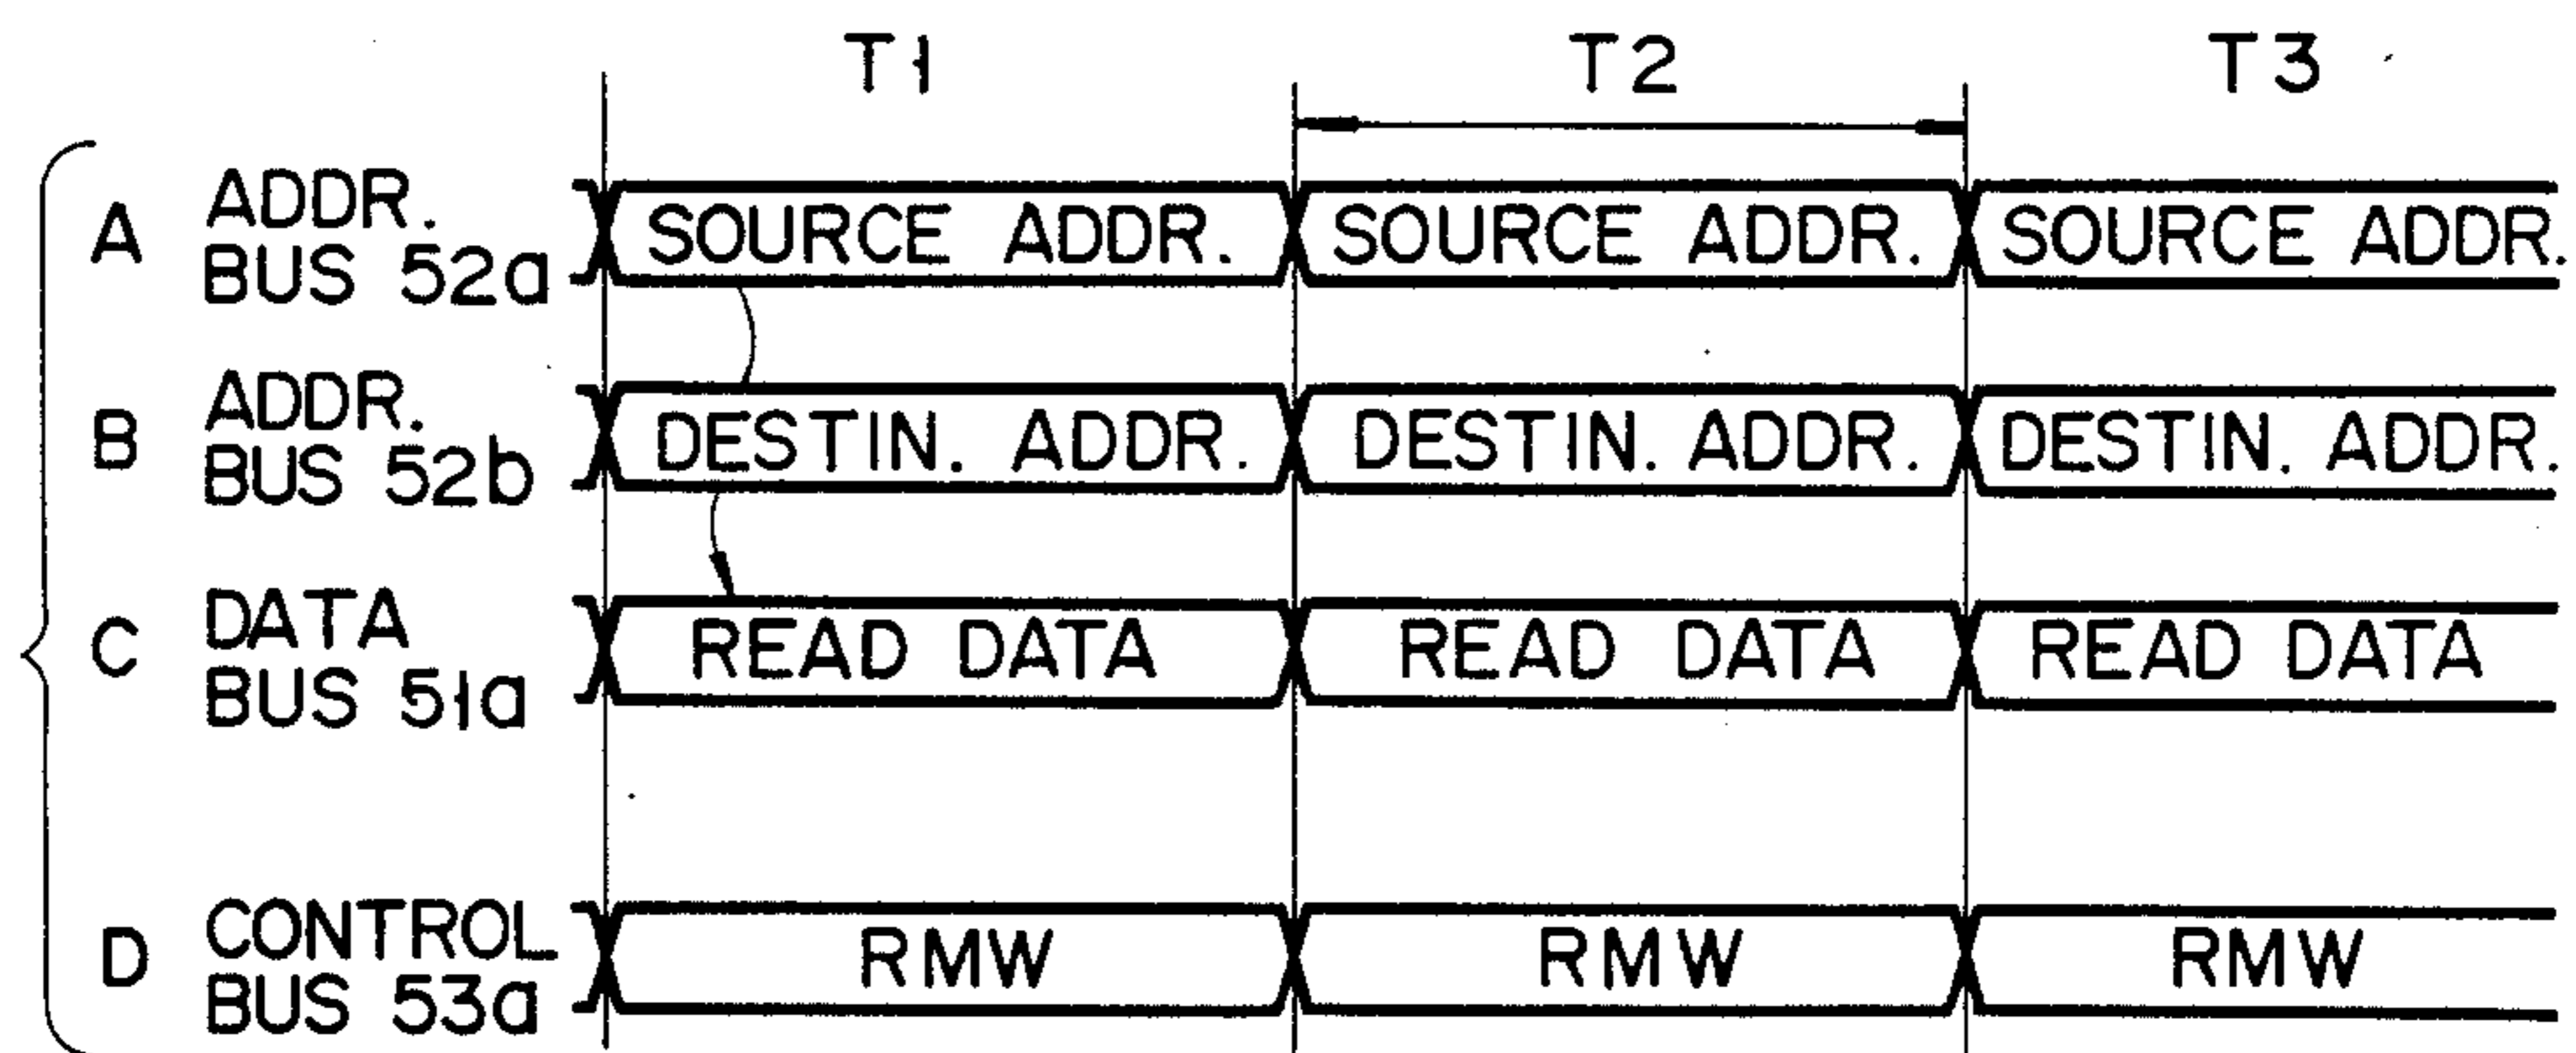 T1 T2 T3
A ADDR. BUS 52a SOURCE ADDR. SOURCE ADDR. SOURCE ADDR.
B ADDR. BUS 52b DESTIN. ADDR. DESTIN. ADDR. DESTIN. ADDR.
C DATA BUS 51a READ DATA READ DATA READ DATA
D CONTROL BUS 53a RMW RMW RMW